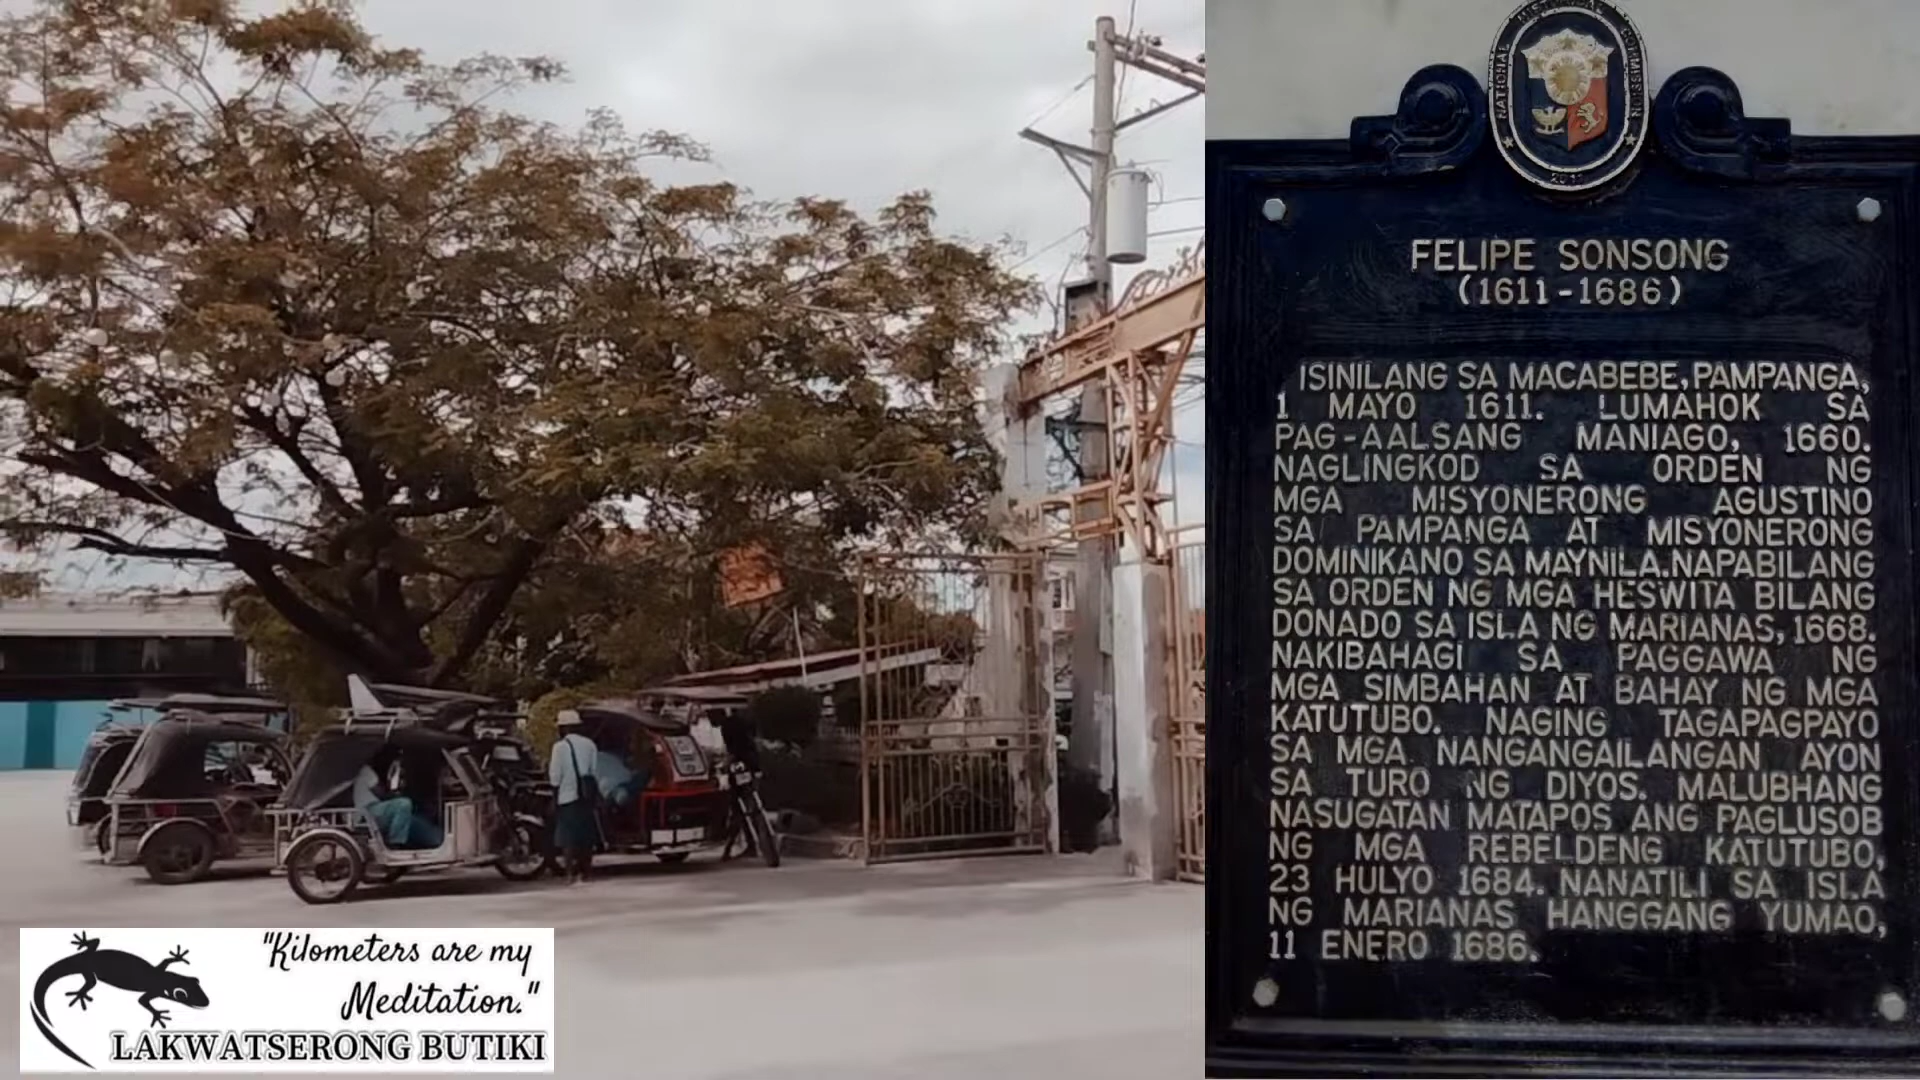 "Kilometers are my
Meditation."
LAKWATSERONG BUTIKI
NATIONAL HISTORICAL COMMISSION
FELIPE SONSONG
(1611-1686)
ISINILANG SA MACABEBE, PAMPANGA,
1 MAYO 1611. LUMAHOK SA
PAG-AALSANG MANIAGO, 1660.
NAGLINGKOD SA ORDEN NG
MGA MISYONERONG AGUSTINO
SA PAMPANGA AT MISYONERONG
DOMINIKANO SA MAYNILA. NAPABILANG
SA ORDEN NG MGA HESWITA BILANG
DONADO SA ISLA NG MARIANAS, 1668.
NAKIBAHAGI SA PAGGAWA NG
MGA SIMBAHAN AT BAHAY NG MGA
KATUTUBO. NAGING TAGAPAGPAYO
SA MGA NANGANGAILANGAN AYON
SA TURO NG DIYOS. MALUBHANG
NASUGATAN MATAPOS ANG PAGLUSOB
NG MGA REBELDENG KATUTUBO,
23 HULYO 1684. NANATILI SA ISLA
NG MARIANAS HANGGANG YUMAO,
11 ENERO 1686.